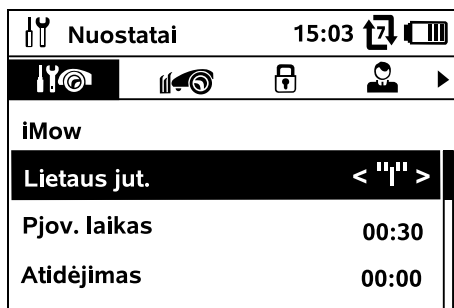 Nuostatai 15:03 7
iMow
Lietaus jut. < "I" >
Pjov. laikas 00:30
Atidėjimas 00:00